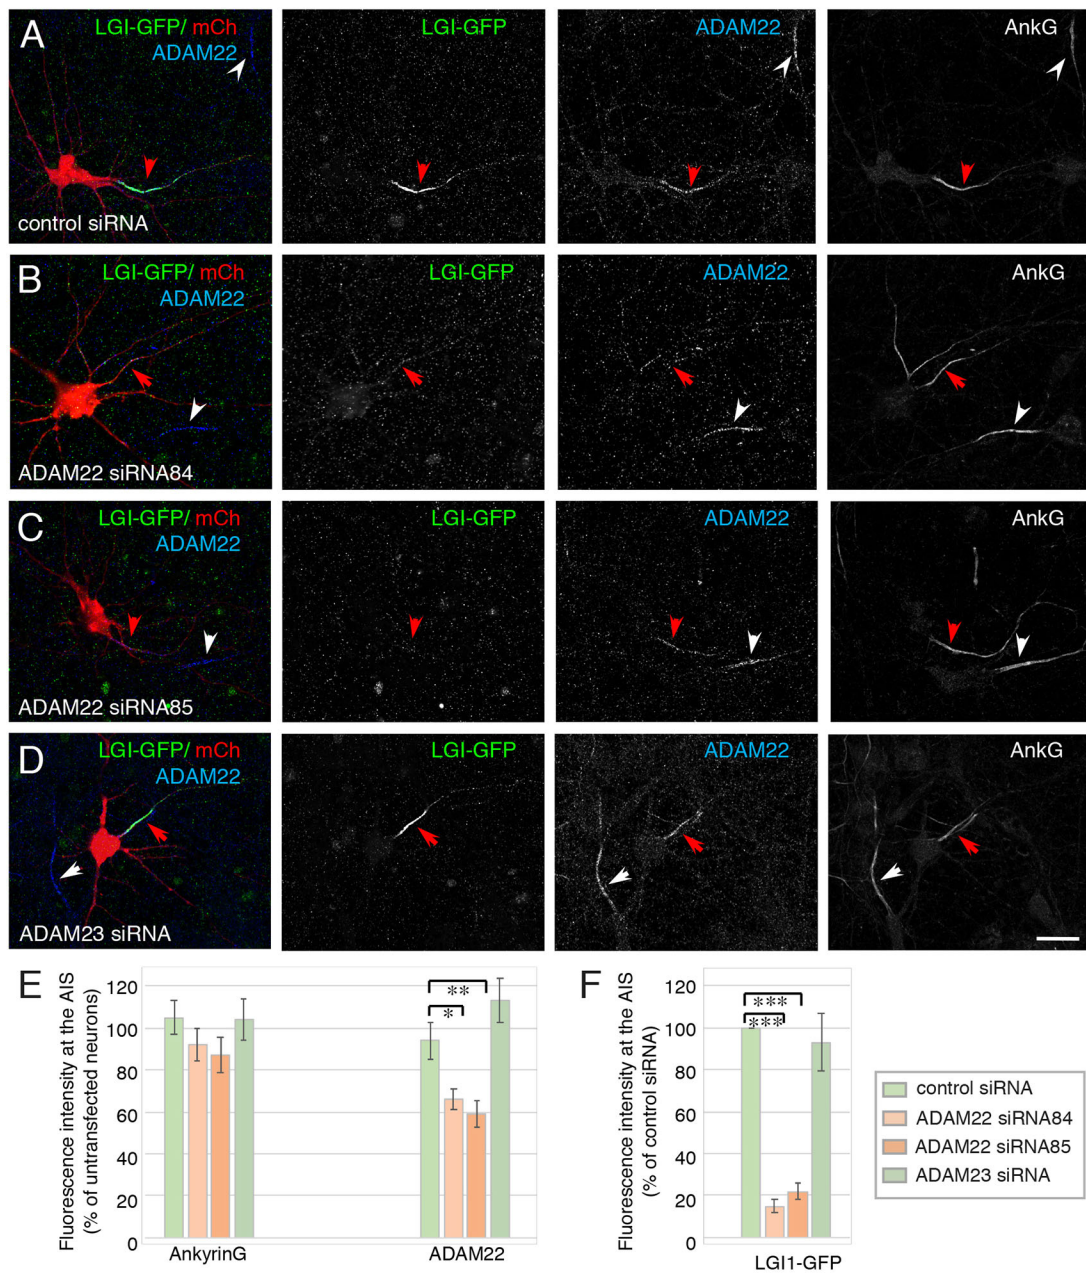 A
LGI-GFP/ mCh
ADAM22
control siRNA
LGI-GFP
ADAM22
AnkG
B
LGI-GFP/ mCh
ADAM22
ADAM22 siRNA84
LGI-GFP
ADAM22
AnkG
C
LGI-GFP/ mCh
ADAM22
ADAM22 siRNA85
LGI-GFP
ADAM22
AnkG
D
LGI-GFP/ mCh
ADAM22
ADAM23 siRNA
LGI-GFP
ADAM22
AnkG
E
Fluorescence intensity at the AIS
(% of untransfected neurons)
120
100
80
60
40
20
0
**
*
AnkyrinG
ADAM22
F
Fluorescence intensity at the AIS
(% of control siRNA)
120
100
80
60
40
20
0
***
***
LGI1-GFP
control siRNA
ADAM22 siRNA84
ADAM22 siRNA85
ADAM23 siRNA